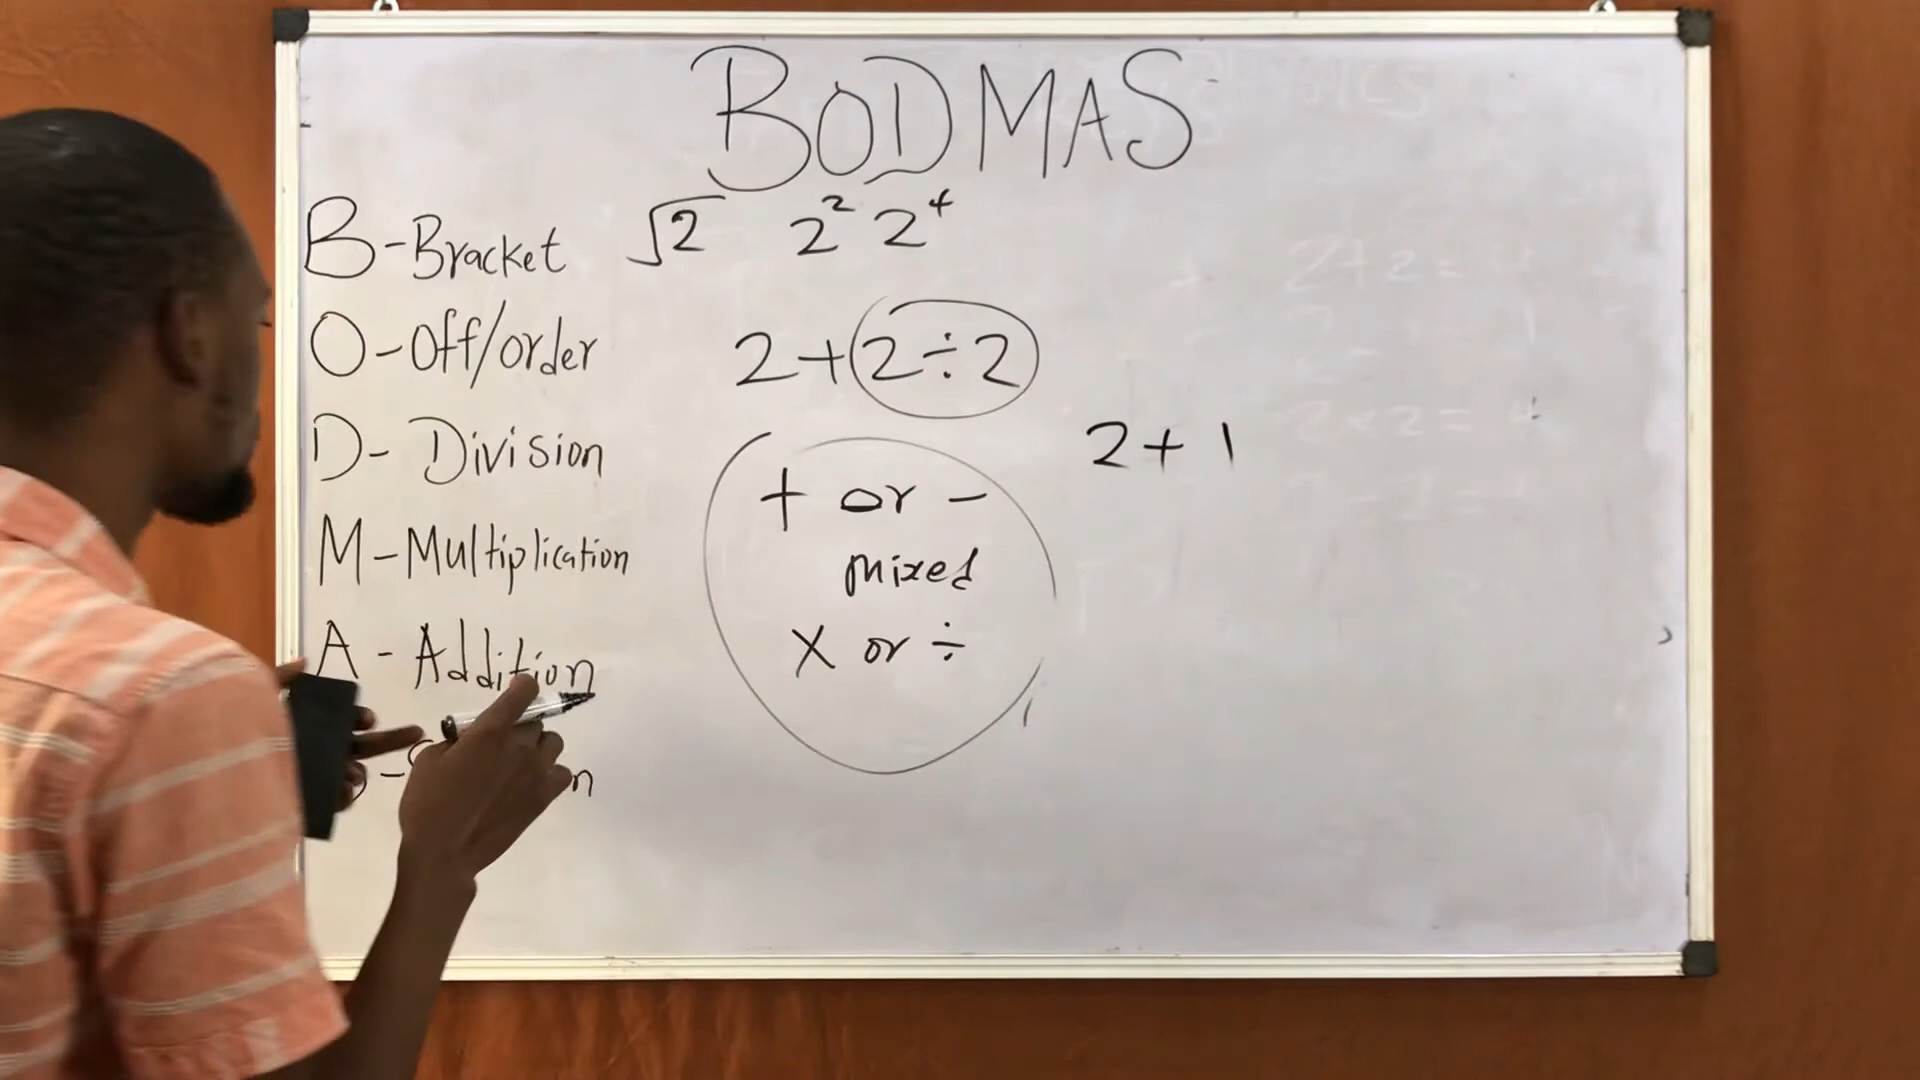 BODMAS
B-Bracket √2 2² 2⁴
O-Off/order 2+2÷2
D-Division 2+1
+ or -
M-Multiplication mixed
A-Addition X or ÷